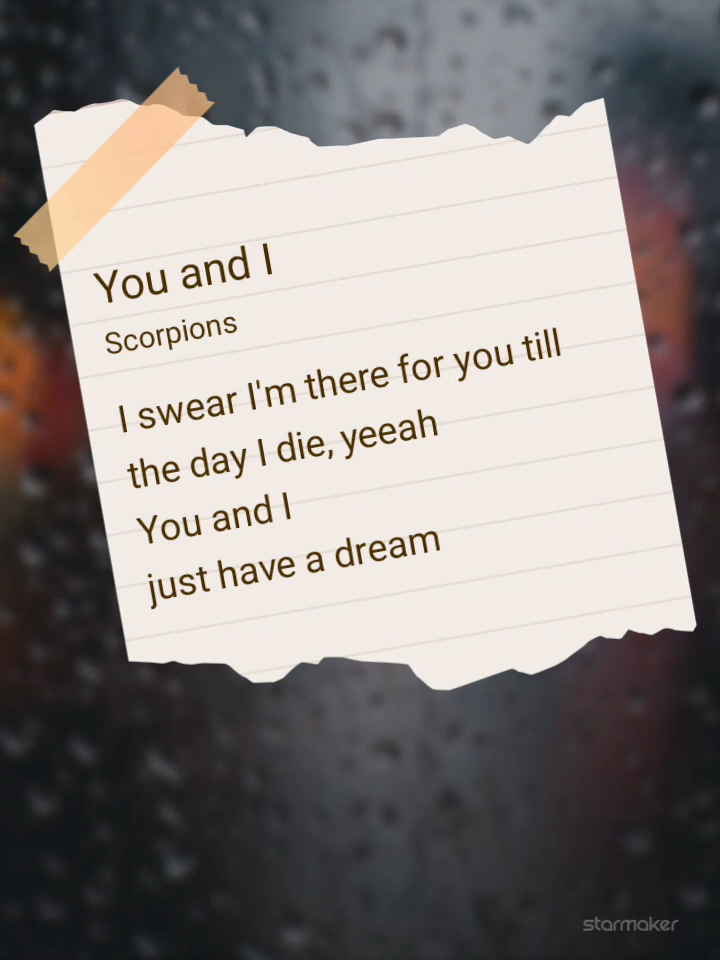 You and I
Scorpions
I swear I'm there for you till
the day I die, yeeah
You and I
just have a dream
starmaker